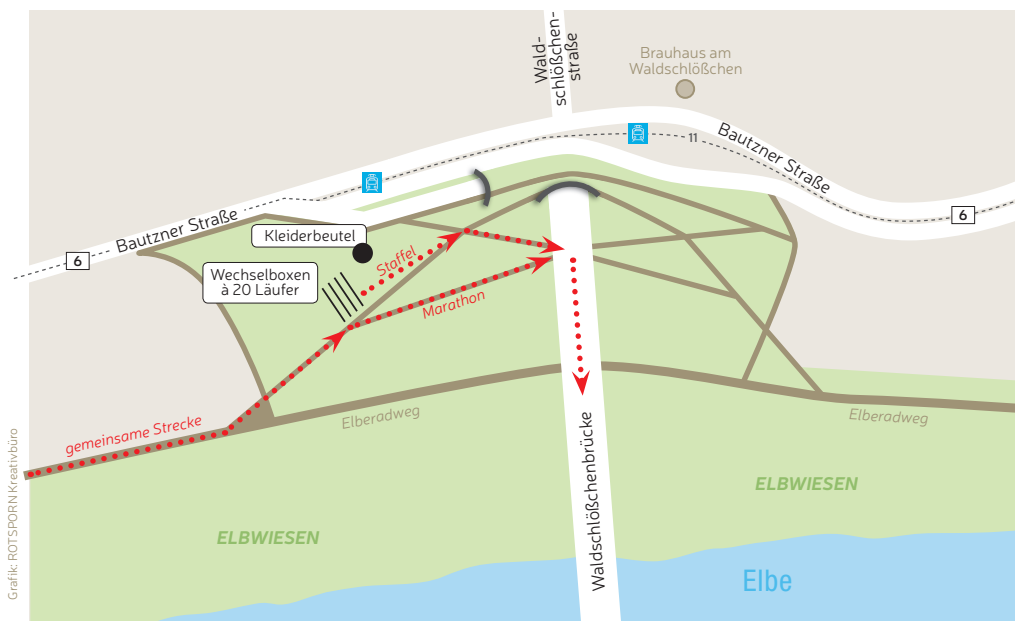 Wald-
schlößchen-
straße
Brauhaus am
Waldschlößchen
11
Bautzner Straße
Bautzner Straße
6
6
Kleiderbeutel
Wechselboxen
à 20 Läufer
Staffel
Marathon
gemeinsame Strecke
Elberadweg
Elberadweg
Waldschlößchenbrücke
ELBWIESEN
ELBWIESEN
Elbe
Grafik: ROTSPORN Kreativbüro